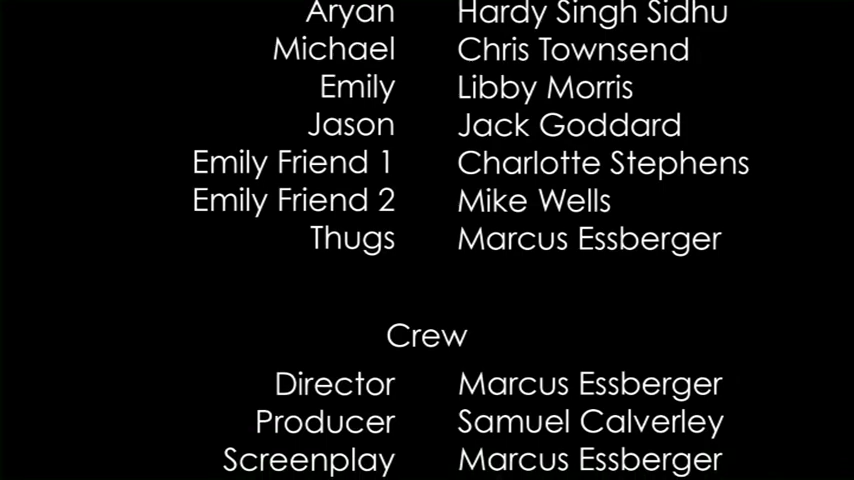 Aryan Hardy Singh Sidhu
Michael Chris Townsend
Emily Libby Morris
Jason Jack Goddard
Emily Friend 1 Charlotte Stephens
Emily Friend 2 Mike Wells
Thugs Marcus Essberger
Crew
Director Marcus Essberger
Producer Samuel Calverley
Screenplay Marcus Essberger